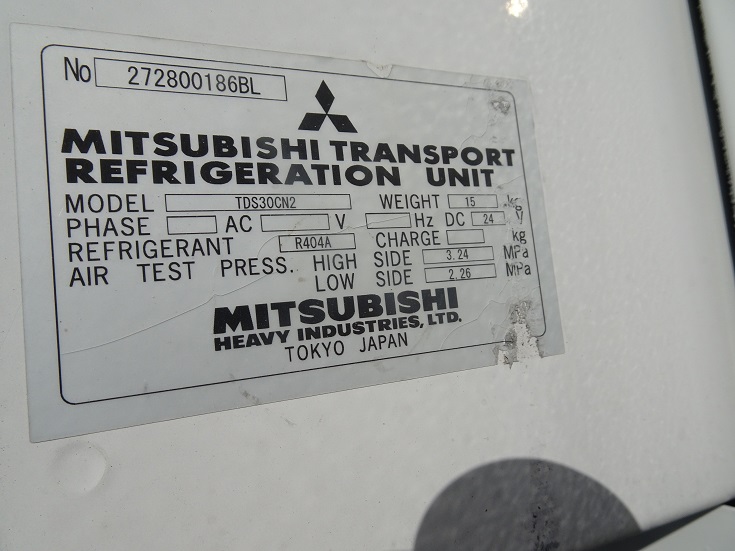 No 272800186BL
MITSUBISHI TRANSPORT
REFRIGERATION UNIT
MODEL TDS30CN2 WEIGHT 15 kg
PHASE AC V Hz DC 24 V
REFRIGERANT R404A CHARGE kg
AIR TEST PRESS. HIGH SIDE 3.24 MPa
LOW SIDE 2.26 MPa
MITSUBISHI
HEAVY INDUSTRIES, LTD.
TOKYO JAPAN